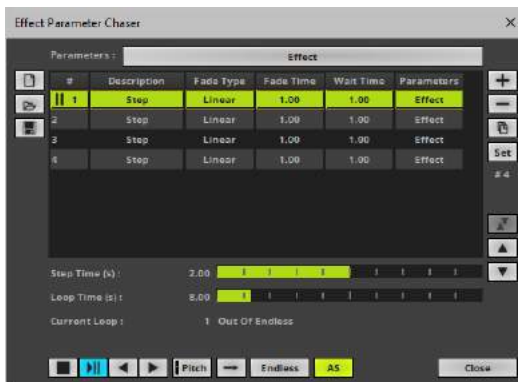 Effect Parameter Chaser
Parameters : Effect
# Description Fade Type Fade Time Wait Time Parameters
1 Step Linear 1.00 1.00 Effect
2 Step Linear 1.00 1.00 Effect
3 Step Linear 1.00 1.00 Effect
4 Step Linear 1.00 1.00 Effect
Set
#4
Step Time (s) : 2.00
Loop Time (s) : 8.00
Current Loop : 1 Out Of Endless
Pitch Endless AS Close